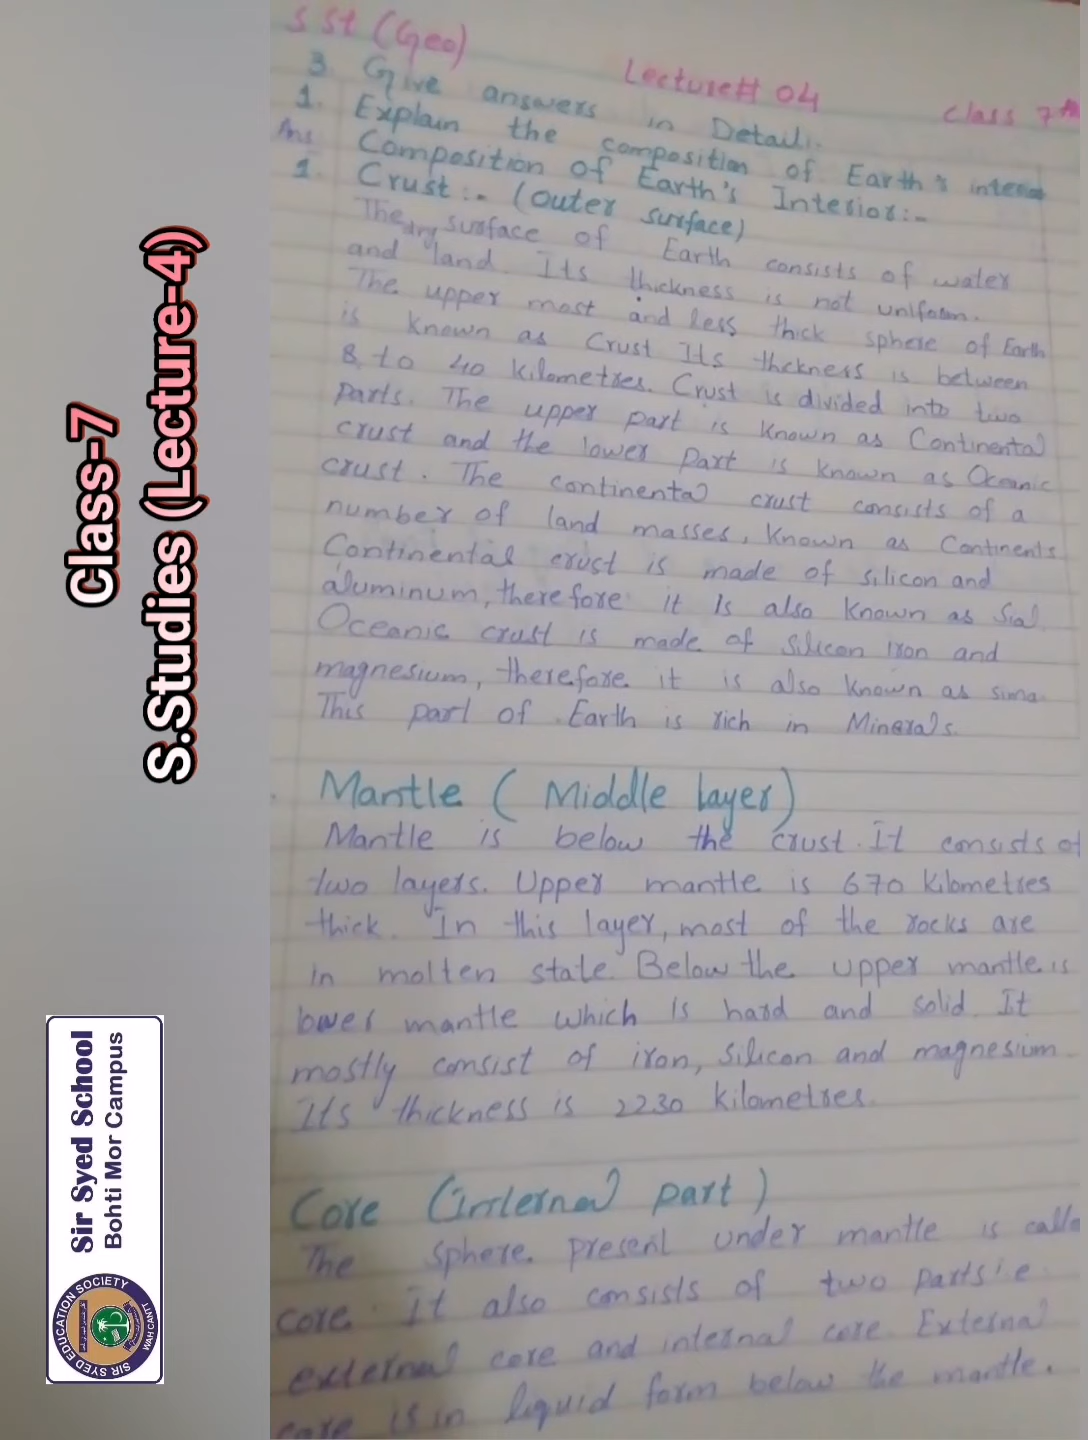 S St (Geo)
Lecture# 04
Class 7th
3 Give answers in Detail:.
1. Explain the composition of Earth's interior
Ans Composition of Earth's Interior:-
1. Crust:- (outer surface)
The surface of Earth consists of water
and dry land. Its thickness is not uniform.
The upper most and less thick sphere of Earth
is known as Crust Its thckness is between
8 to 40 kilometres. Crust is divided into two
parts. The upper part is known as Continental
crust and the lower part is known as Oceanic
crust. The continental crust consists of a
number of land masses, known as Continents
Continental crust is made of silicon and
aluminum, therefore it is also known as Sial.
Oceanic crust is made of Silicon iron and
magnesium, therefore it is also known as sima.
This part of Earth is rich in Minerals.
Mantle ( Middle layer)
Mantle is below the crust. It consists of
two layers. Upper mantle is 670 kilometres
thick. In this layer, most of the rocks are
in molten state. Below the upper mantle is
lower mantle which is hard and solid. It
mostly consist of iron, silicon and magnesium.
Its thickness is 2230 kilometres.
Core (internal part)
The sphere present under mantle is calle
core. it also consists of two parts i.e
external core and internal core External
core is in liquid form below the mantle.
Class-7
S.Studies (Lecture-4)
Sir Syed School
Bohti Mor Campus
SIR SYED EDUCATION SOCIETY
WAH CANTT